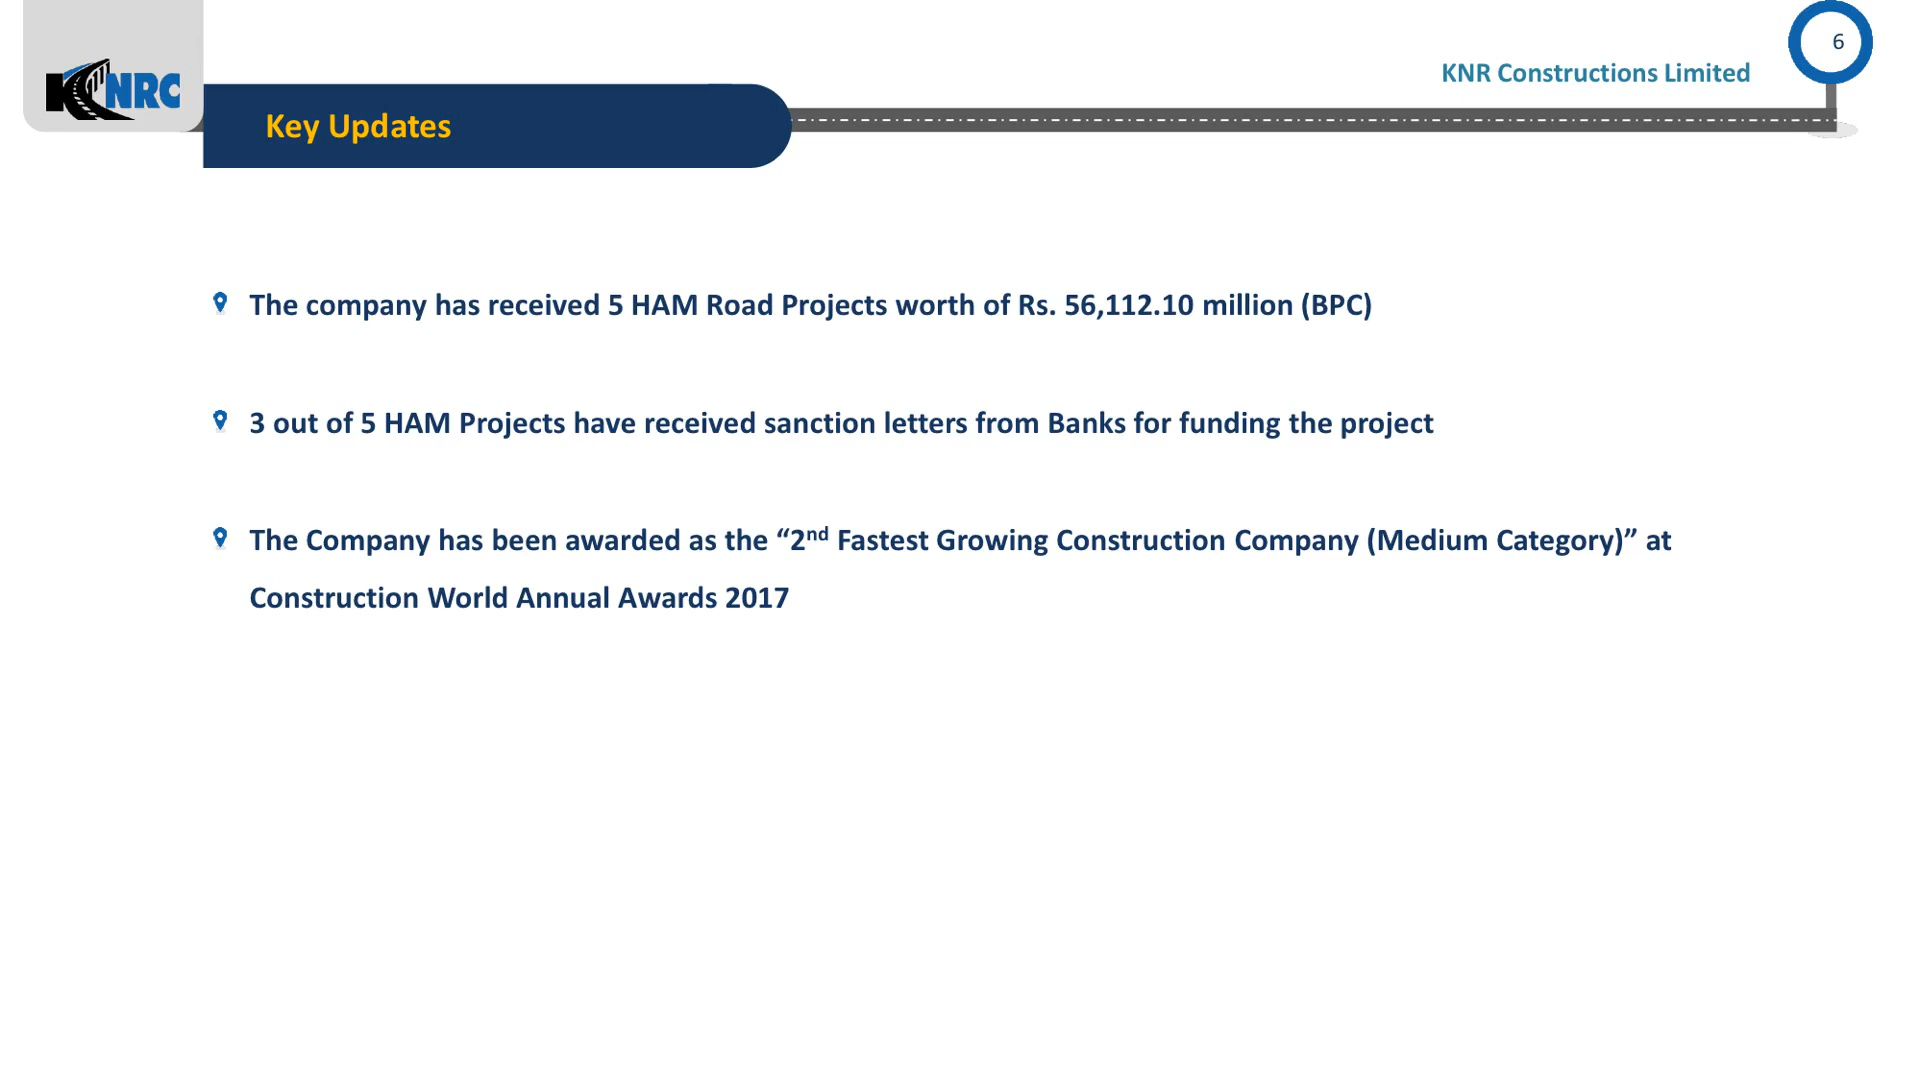 6
KNR Constructions Limited
KNRC
Key Updates
The company has received 5 HAM Road Projects worth of Rs. 56,112.10 million (BPC)
3 out of 5 HAM Projects have received sanction letters from Banks for funding the project
The Company has been awarded as the “2nd Fastest Growing Construction Company (Medium Category)” at
Construction World Annual Awards 2017